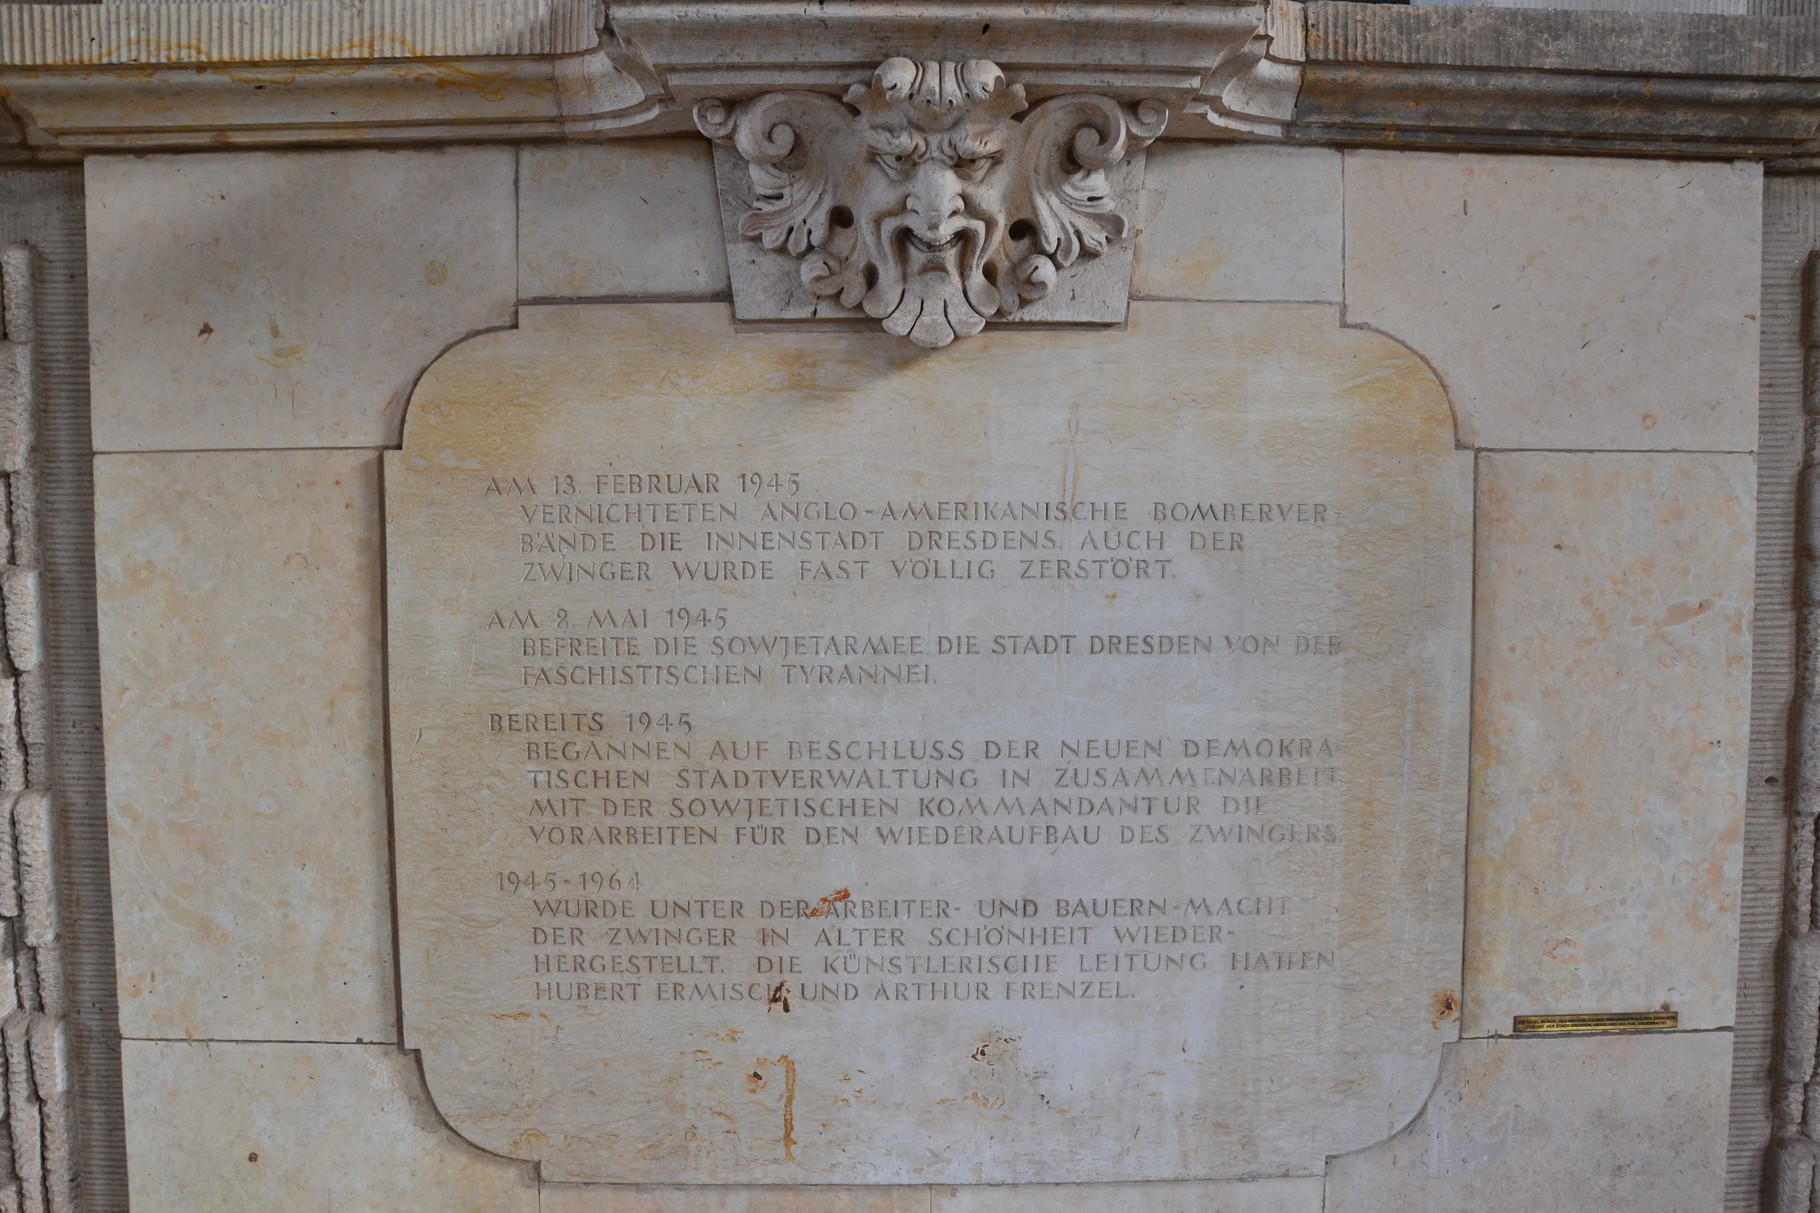 AM 13. FEBRUAR 1945
VERNICHTETEN ANGLO-AMERIKANISCHE BOMBERVER-
BÄNDE DIE INNENSTADT DRESDENS. AUCH DER
ZWINGER WURDE FAST VÖLLIG ZERSTÖRT.
AM 8. MAI 1945
BEFREITE DIE SOWJETARMEE DIE STADT DRESDEN VON DER
FASCHISTISCHEN TYRANNEI.
BEREITS 1945
BEGANNEN AUF BESCHLUSS DER NEUEN DEMOKRA-
TISCHEN STADTVERWALTUNG IN ZUSAMMENARBEIT
MIT DER SOWJETISCHEN KOMMANDANTUR DIE
VORARBEITEN FÜR DEN WIEDERAUFBAU DES ZWINGERS.
1945-1964
WURDE UNTER DER ARBEITER- UND BAUERN-MACHT
DER ZWINGER IN ALTER SCHÖNHEIT WIEDER-
HERGESTELLT. DIE KÜNSTLERISCHE LEITUNG HATTEN
HUBERT ERMISCH UND ARTHUR FRENZEL.